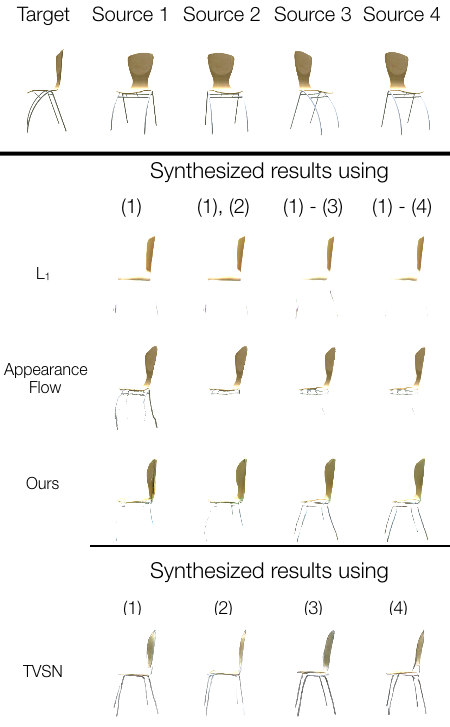 Target Source 1 Source 2 Source 3 Source 4
Synthesized results using
(1) (1), (2) (1) - (3) (1) - (4)
L₁
Appearance
Flow
Ours
Synthesized results using
(1) (2) (3) (4)
TVSN